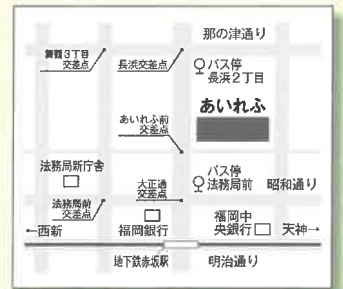 那の津通り
舞鶴3丁目
交差点
長浜交差点
バス停
長浜2丁目
あいれふ
あいれふ前
交差点
法務局新庁舎
大正通
交差点
バス停
法務局前
昭和通り
法務局前
交差点
福岡銀行
福岡中
央銀行
←西新
天神→
地下鉄赤坂駅
明治通り